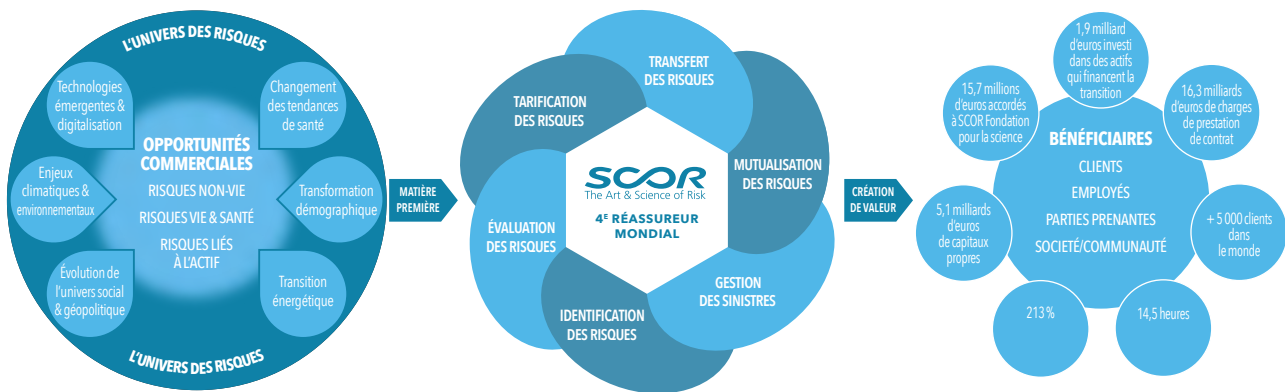 L'UNIVERS DES RISQUES
Technologies
émergentes &
digitalisation
Changement
des tendances
de santé
Enjeux
climatiques &
environnementaux
OPPORTUNITÉS
COMMERCIALES
RISQUES NON-VIE
RISQUES VIE & SANTÉ
RISQUES LIÉS
À L'ACTIF
Transformation
démographique
Évolution de
l'univers social
& géopolitique
Transition
énergétique
L'UNIVERS DES RISQUES
MATIÈRE
PREMIÈRE
TRANSFERT
DES RISQUES
TARIFICATION
DES RISQUES
MUTUALISATION
DES RISQUES
SCOR
The Art & Science of Risk
4E RÉASSUREUR
MONDIAL
ÉVALUATION
DES RISQUES
GESTION
DES SINISTRES
IDENTIFICATION
DES RISQUES
CRÉATION
DE VALEUR
1,9 milliard
d'euros investi
dans des actifs
qui financent la
transition
15,7 millions
d'euros accordés
à SCOR Fondation
pour la science
16,3 milliards
d'euros de charges
de prestation
de contrat
BÉNÉFICIAIRES
CLIENTS
EMPLOYÉS
PARTIES PRENANTES
SOCIETÉ/COMMUNAUTÉ
5,1 milliards
d'euros
de capitaux
propres
+ 5 000 clients
dans
le monde
213 %
14,5 heures